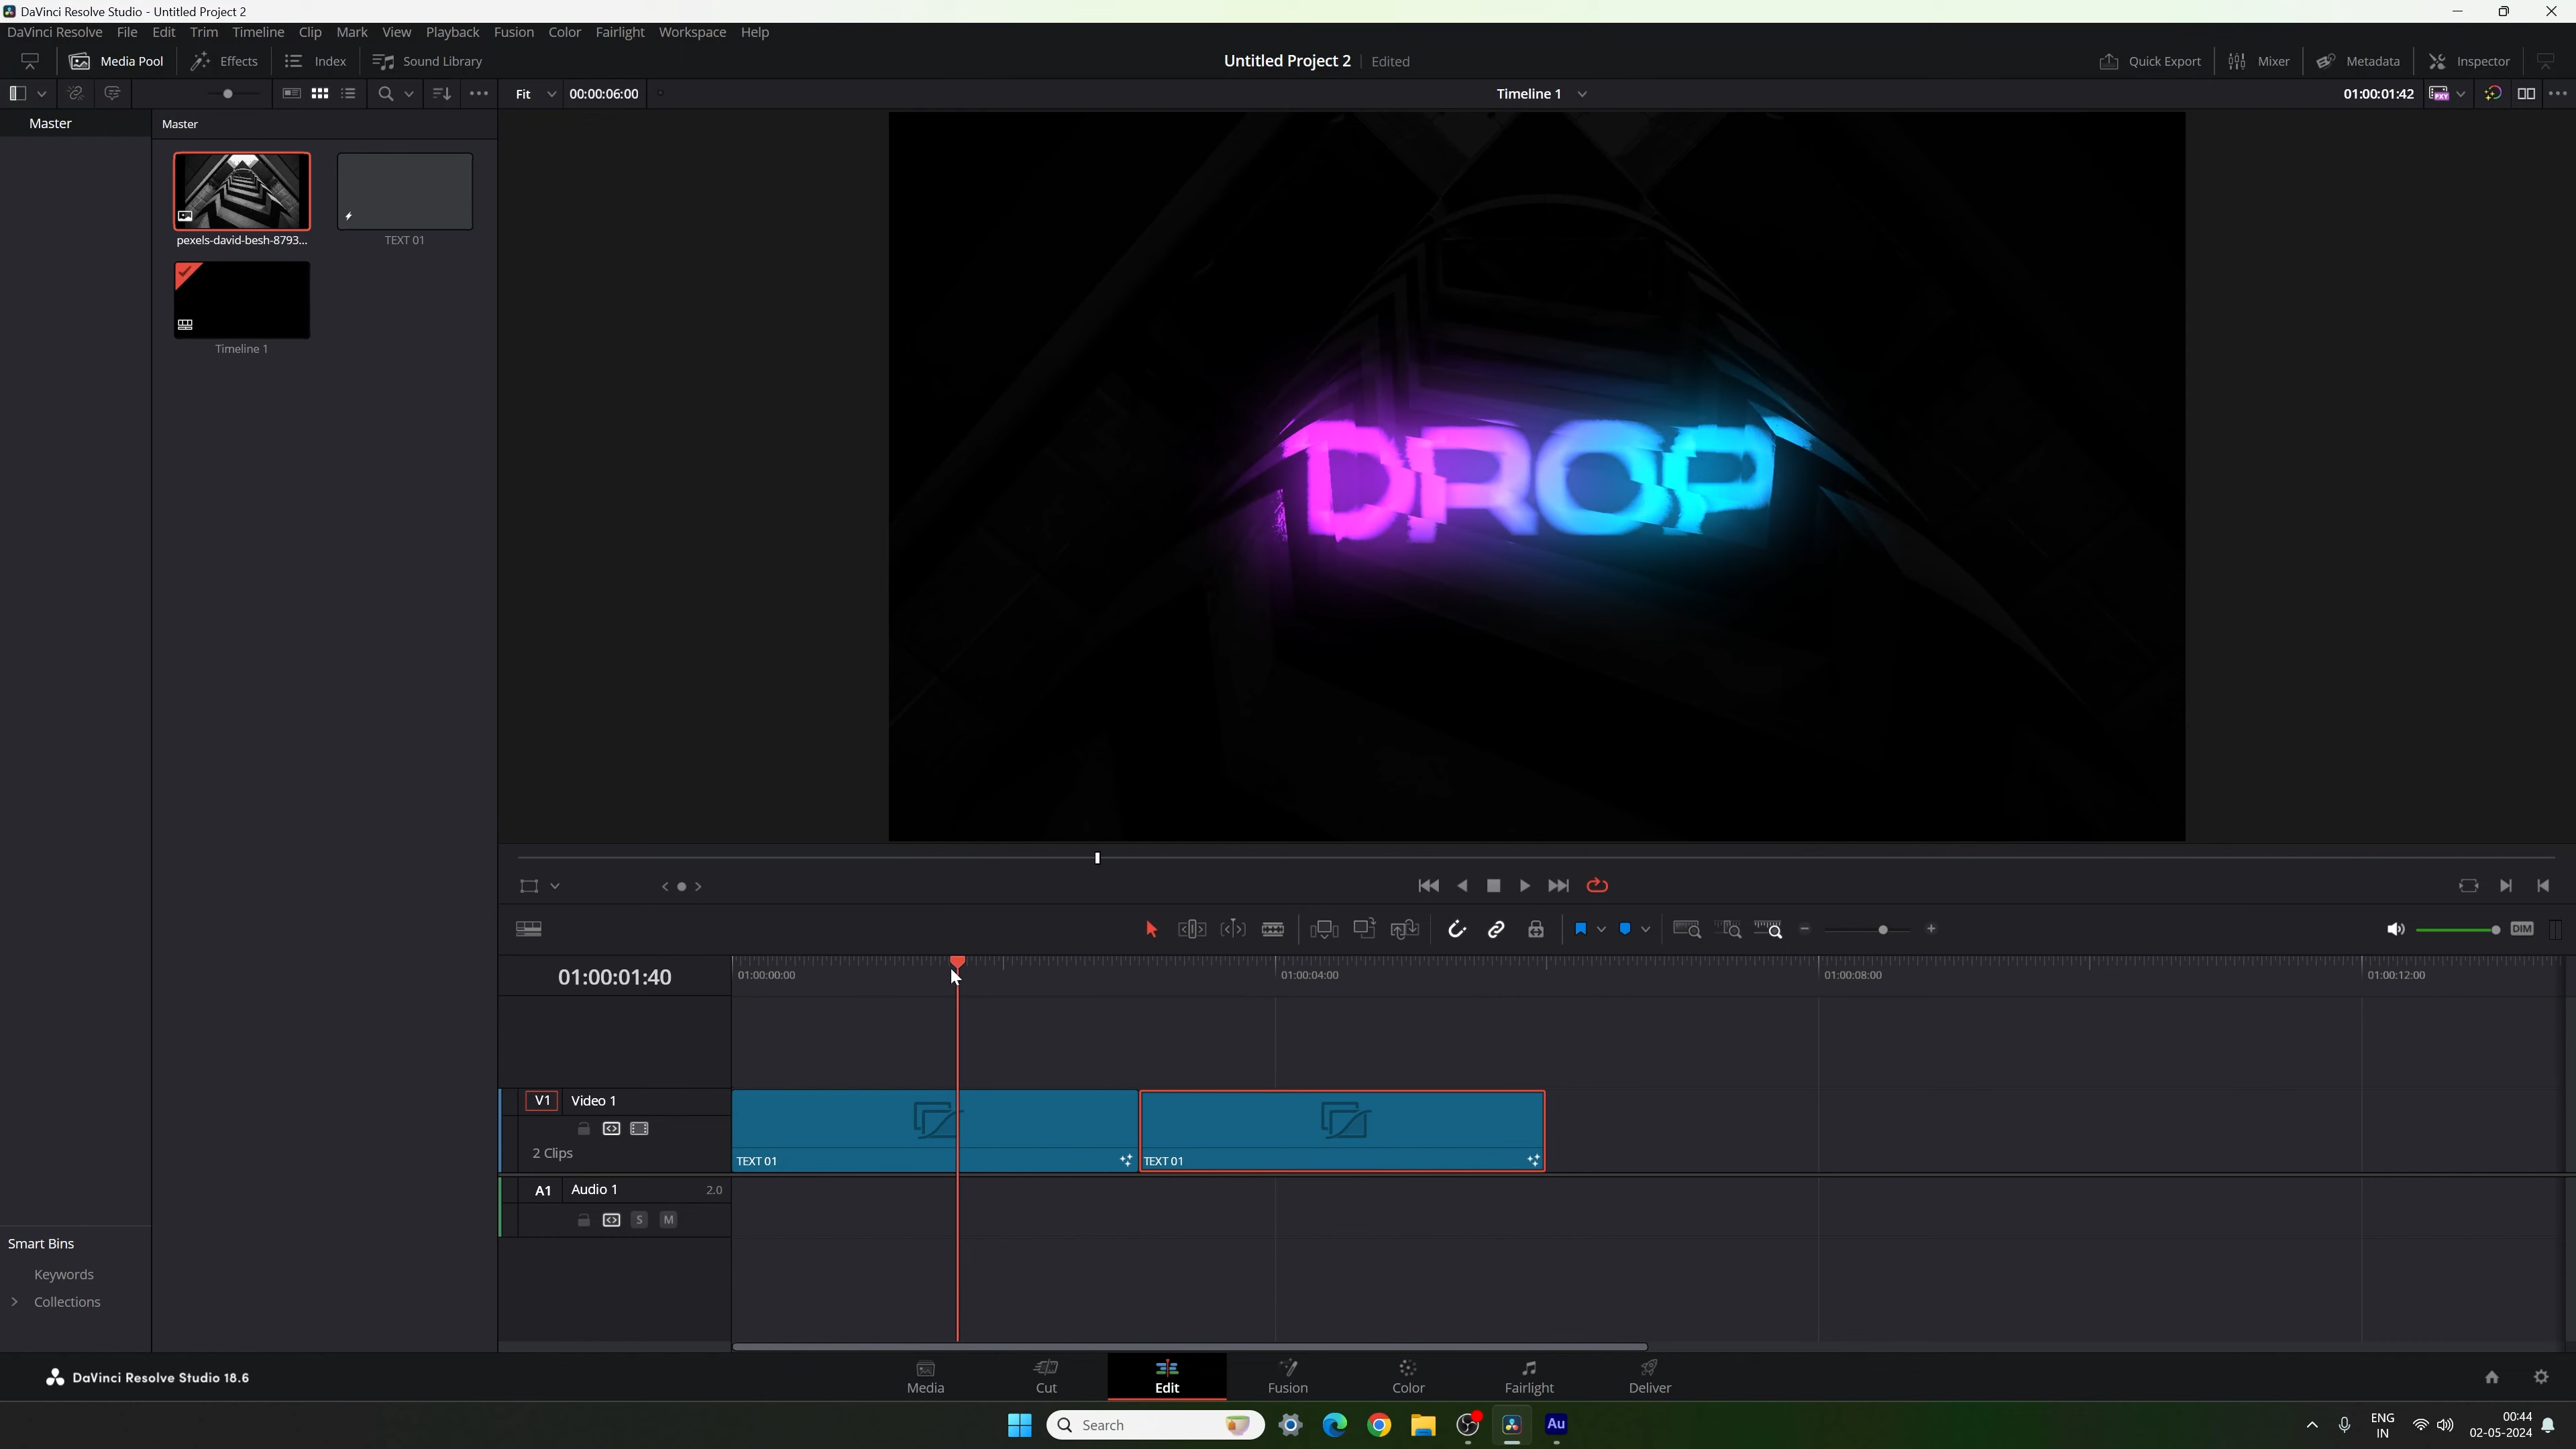 DaVinci Resolve Studio - Untitled Project 2
DaVinci Resolve File Edit Trim Timeline Clip Mark View Playback Fusion Color Fairlight Workspace Help
Media Pool Effects Index Sound Library Untitled Project 2 Edited Quick Export Mixer Metadata Inspector
Fit 00:00:06:00 Timeline 1 01:00:01:42 PXY
Master Master
pexels-david-besh-8793... TEXT 01
Timeline 1
DROP
DIM
01:00:01:40 01:00:00:00 01:00:04:00 01:00:08:00 01:00:12:00
V1 Video 1
2 Clips
TEXT 01 TEXT 01
A1 Audio 1 2.0
S M
Smart Bins
Keywords
Collections
DaVinci Resolve Studio 18.6
Media Cut Edit Fusion Color Fairlight Deliver
Search Au ENG 00:44
IN 02-05-2024